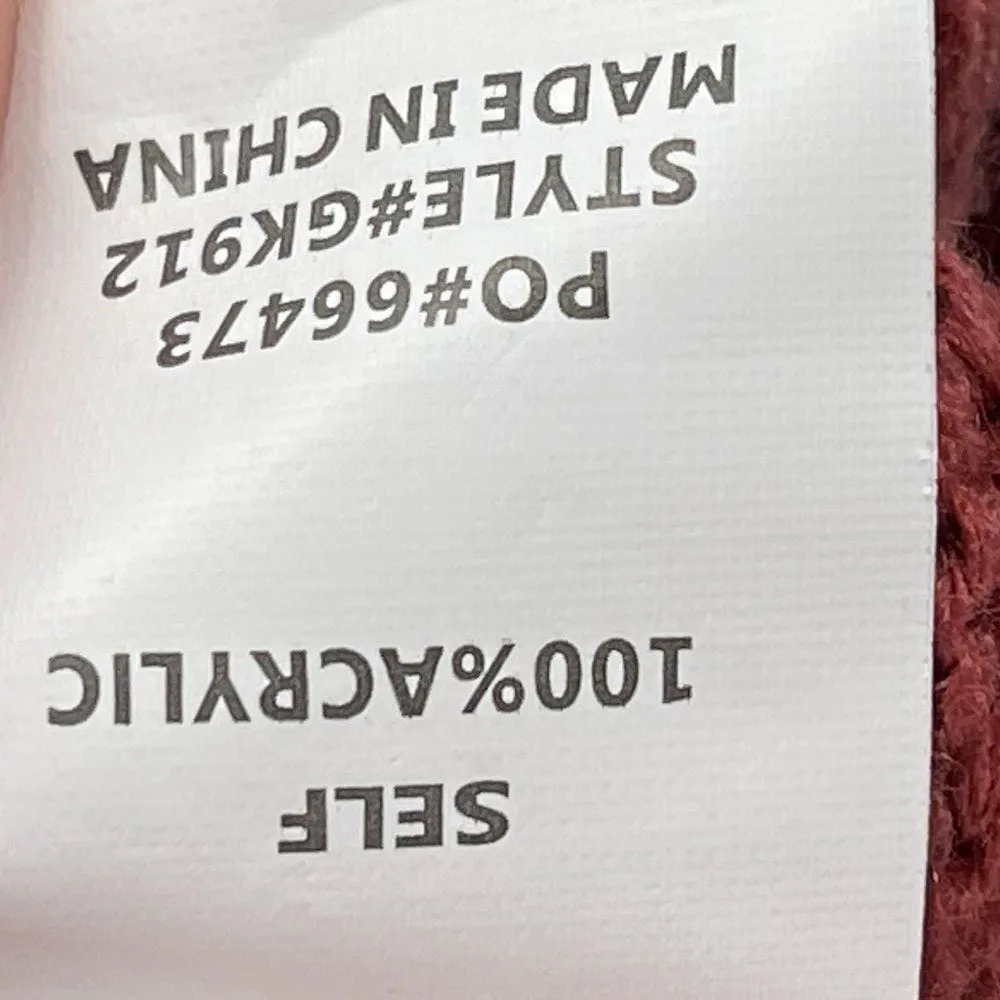 SELF
100%ACRYLIC
PO#66473
STYLE#GK912
MADE IN CHINA